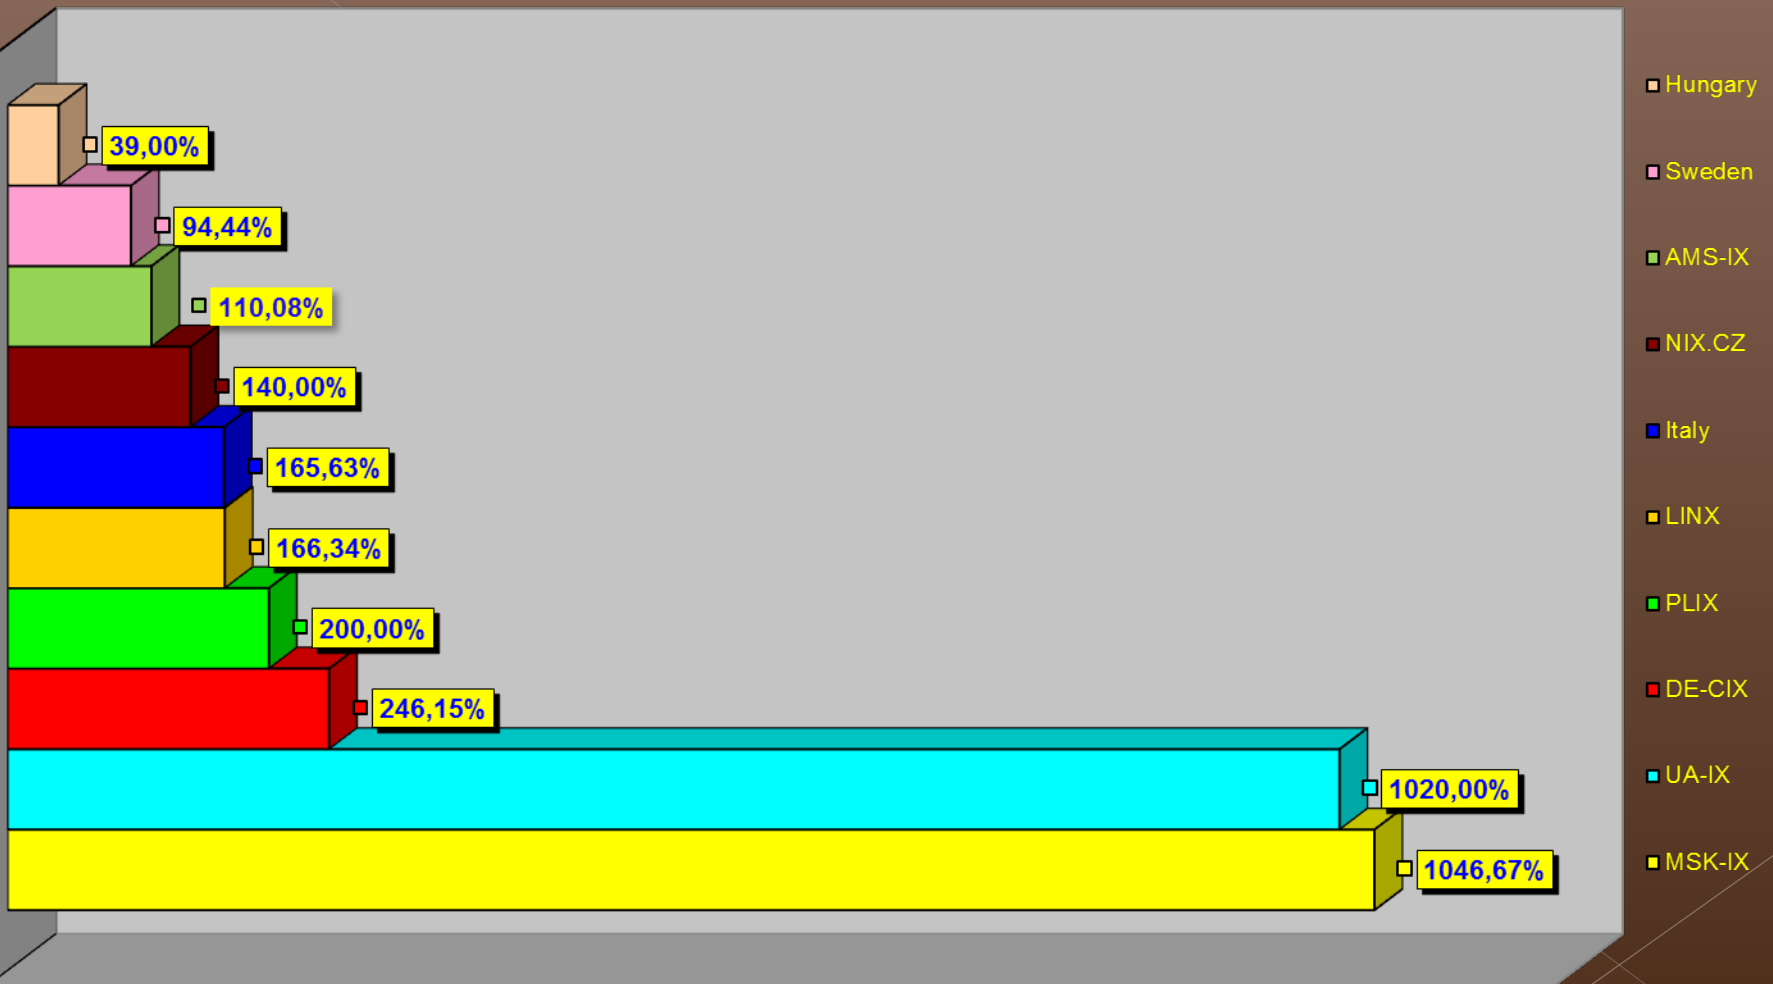 39,00%
94,44%
110,08%
140,00%
165,63%
166,34%
200,00%
246,15%
1020,00%
1046,67%
Hungary
Sweden
AMS-IX
NIX.CZ
Italy
LINX
PLIX
DE-CIX
UA-IX
MSK-IX